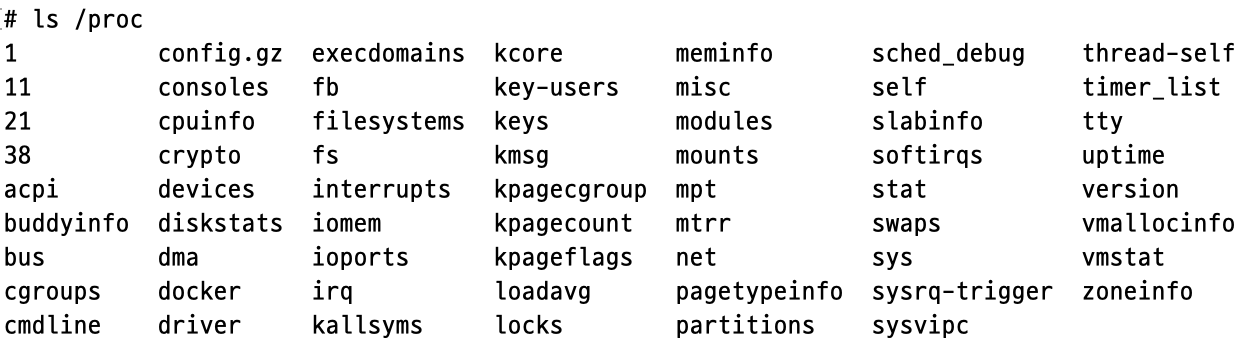 # ls /proc
1 config.gz execdomains kcore meminfo sched_debug thread-self
11 consoles fb key-users misc self timer_list
21 cpuinfo filesystems keys modules slabinfo tty
38 crypto fs kmsg mounts softirqs uptime
acpi devices interrupts kpagecgroup mpt stat version
buddyinfo diskstats iomem kpagecount mtrr swaps vmallocinfo
bus dma ioports kpageflags net sys vmstat
cgroups docker irq loadavg pagetypeinfo sysrq-trigger zoneinfo
cmdline driver kallsyms locks partitions sysvipc